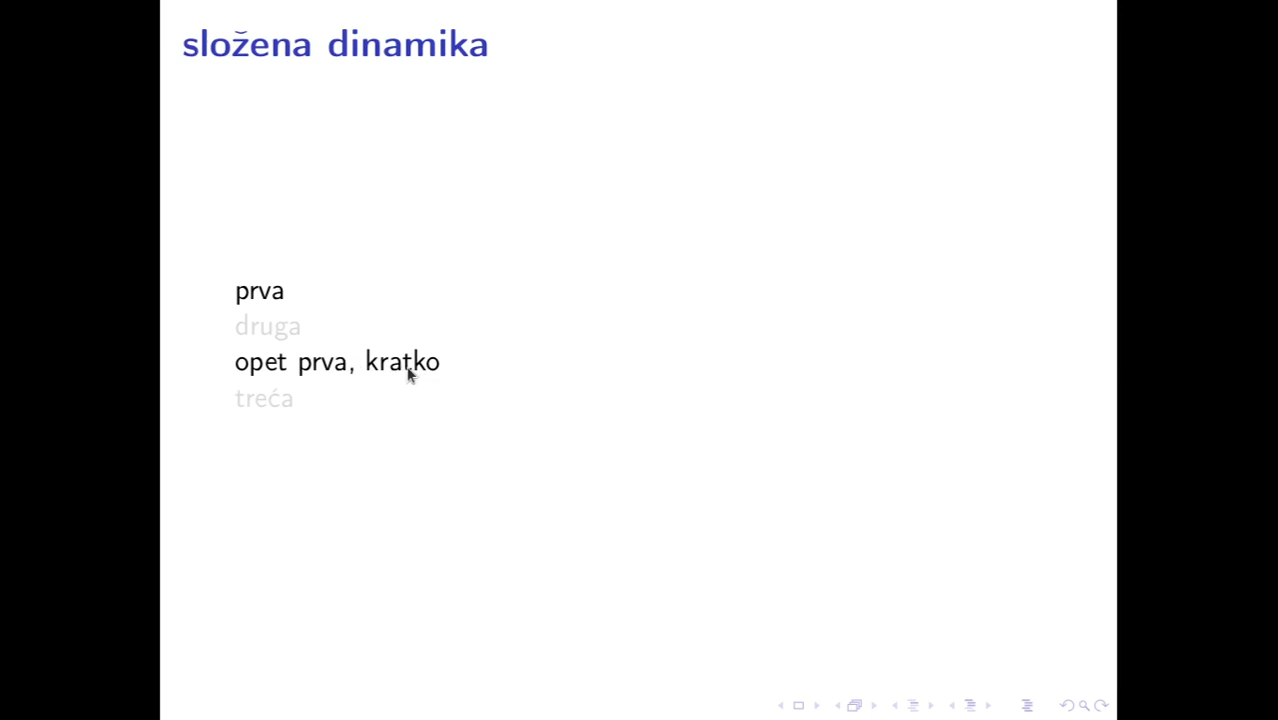 složena dinamika
prva
druga
opet prva, kratko
treća